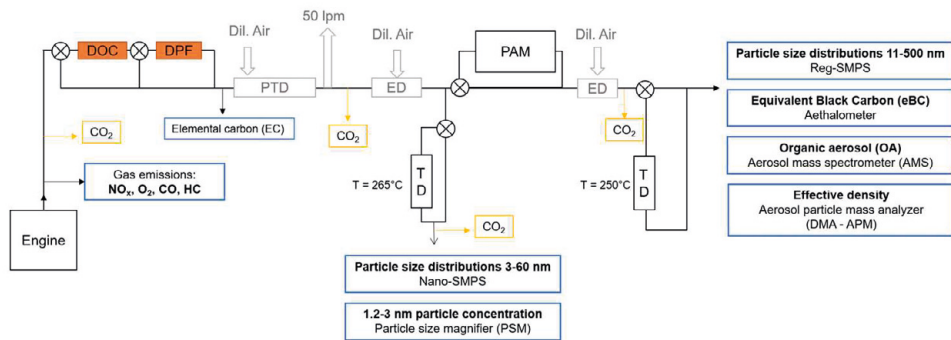 50 lpm
Dil. Air
Dil. Air
Dil. Air
DOC
DPF
PAM
PTD
ED
ED
CO2
Elemental carbon (EC)
CO2
CO2
Gas emissions:
NOx, O2, CO, HC
Engine
T = 265°C
TD
T = 250°C
TD
CO2
Particle size distributions 3-60 nm
Nano-SMPS
1.2-3 nm particle concentration
Particle size magnifier (PSM)
Particle size distributions 11-500 nm
Reg-SMPS
Equivalent Black Carbon (eBC)
Aethalometer
Organic aerosol (OA)
Aerosol mass spectrometer (AMS)
Effective density
Aerosol particle mass analyzer
(DMA - APM)